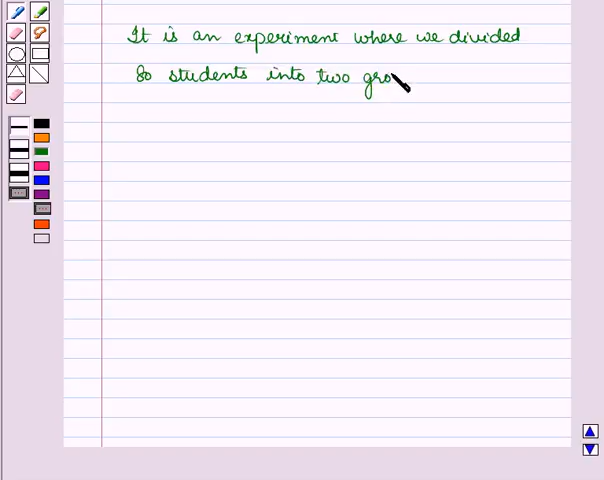 It is an experiment where we divided
80 students into two gro